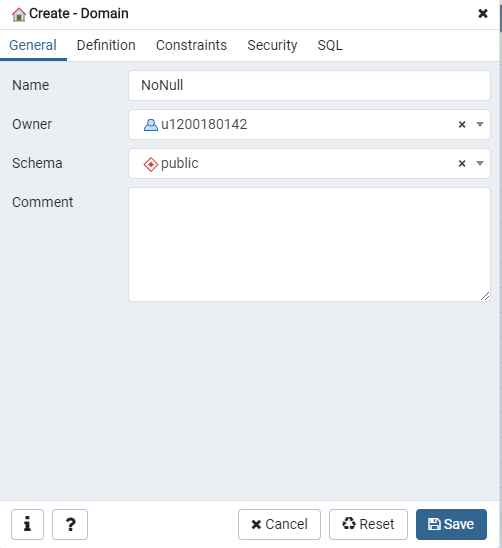 Create - Domain
General Definition Constraints Security SQL
Name NoNull
Owner u1200180142
Schema public
Comment
Cancel Reset Save